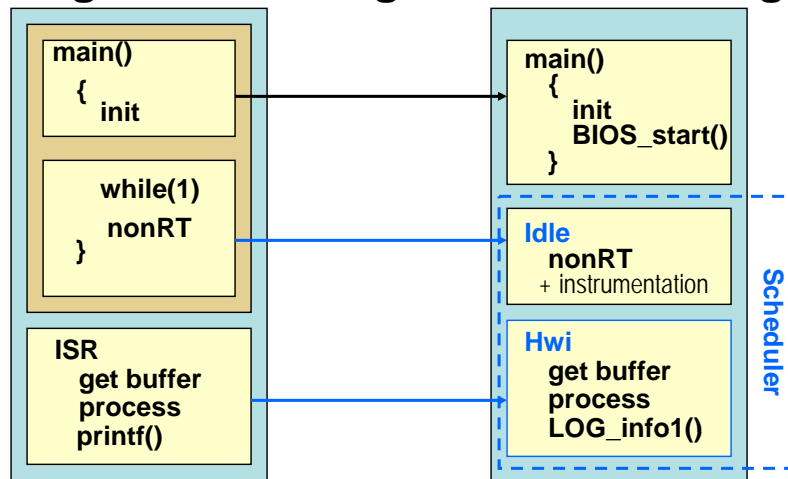 main()
{
init
while(1)
nonRT
}
ISR
get buffer
process
printf()
main()
{
init
BIOS_start()
}
Idle
nonRT
+ instrumentation
Hwi
get buffer
process
LOG_info1()
Scheduler